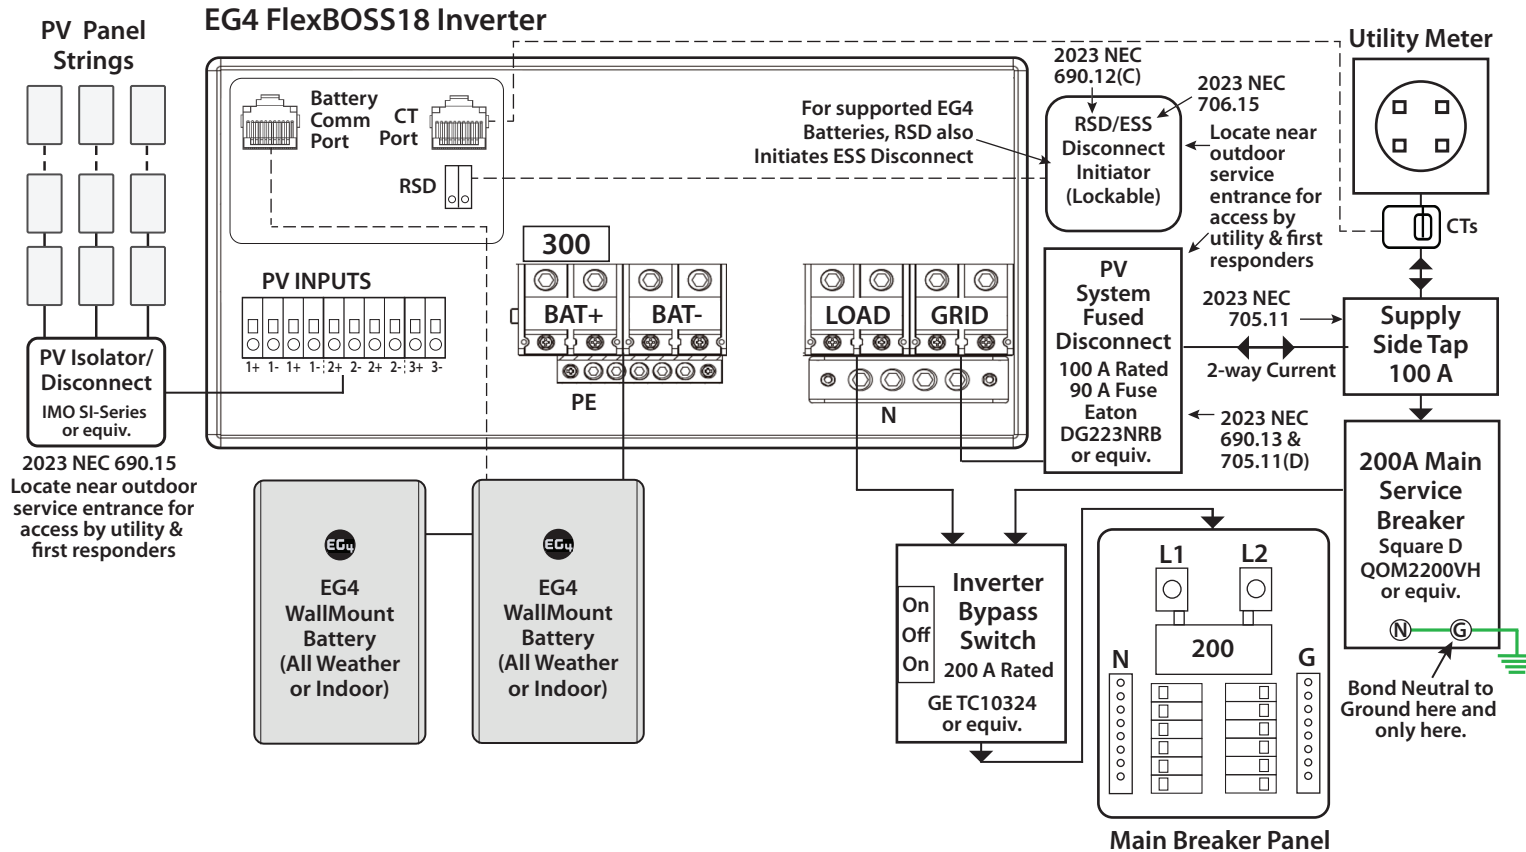 EG4 FlexBOSS18 Inverter
PV Panel
Strings
Battery
Comm
Port
CT
Port
RSD
For supported EG4
Batteries, RSD also
Initiates ESS Disconnect
2023 NEC
690.12(C)
2023 NEC
706.15
RSD/ESS
Disconnect
Initiator
(Lockable)
Locate near
outdoor
service
entrance for
access by
utility & first
responders
Utility Meter
CTs
PV INPUTS
1+ 1- 1+ 1- 2+ 2- 2+ 2- 3+ 3-
300
BAT+
BAT-
PE
LOAD
GRID
N
PV
System
Fused
Disconnect
100 A Rated
90 A Fuse
Eaton
DG223NRB
or equiv.
2023 NEC
705.11
2-way Current
2023 NEC
690.13 &
705.11(D)
Supply
Side Tap
100 A
PV Isolator/
Disconnect
IMO SI-Series
or equiv.
2023 NEC 690.15
Locate near outdoor
service entrance for
access by utility &
first responders
EG4
EG4
WallMount
Battery
(All Weather
or Indoor)
EG4
EG4
WallMount
Battery
(All Weather
or Indoor)
On
Off
On
Inverter
Bypass
Switch
200 A Rated
GE TC10324
or equiv.
L1
L2
200
N
G
Main Breaker Panel
200A Main
Service
Breaker
Square D
QOM2200VH
or equiv.
N
G
Bond Neutral to
Ground here and
only here.